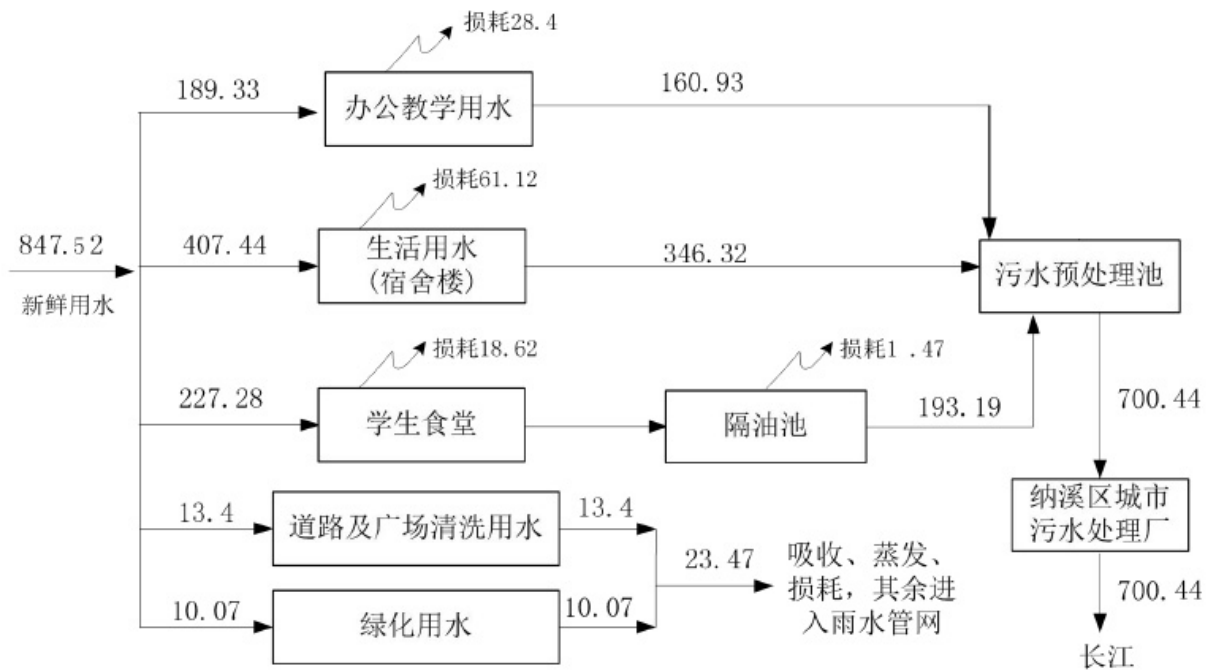 损耗28.4
189.33
办公教学用水
160.93
损耗61.12
847.52
新鲜用水
407.44
生活用水
(宿舍楼)
346.32
污水预处理池
损耗18.62
227.28
学生食堂
损耗1 .47
隔油池
193.19
700.44
纳溪区城市
污水处理厂
13.4
道路及广场清洗用水
13.4
10.07
绿化用水
10.07
23.47
吸收、蒸发、
损耗，其余进
入雨水管网
700.44
长江